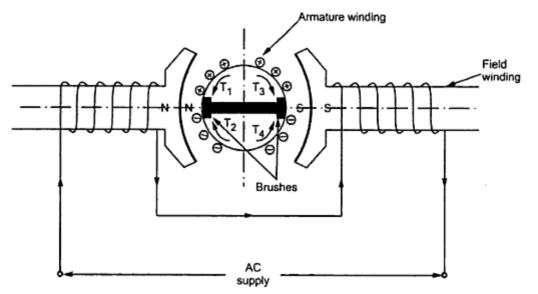 Armature winding
Field
winding
T1
T3
N
N
S
S
T2
T4
Brushes
AC
supply